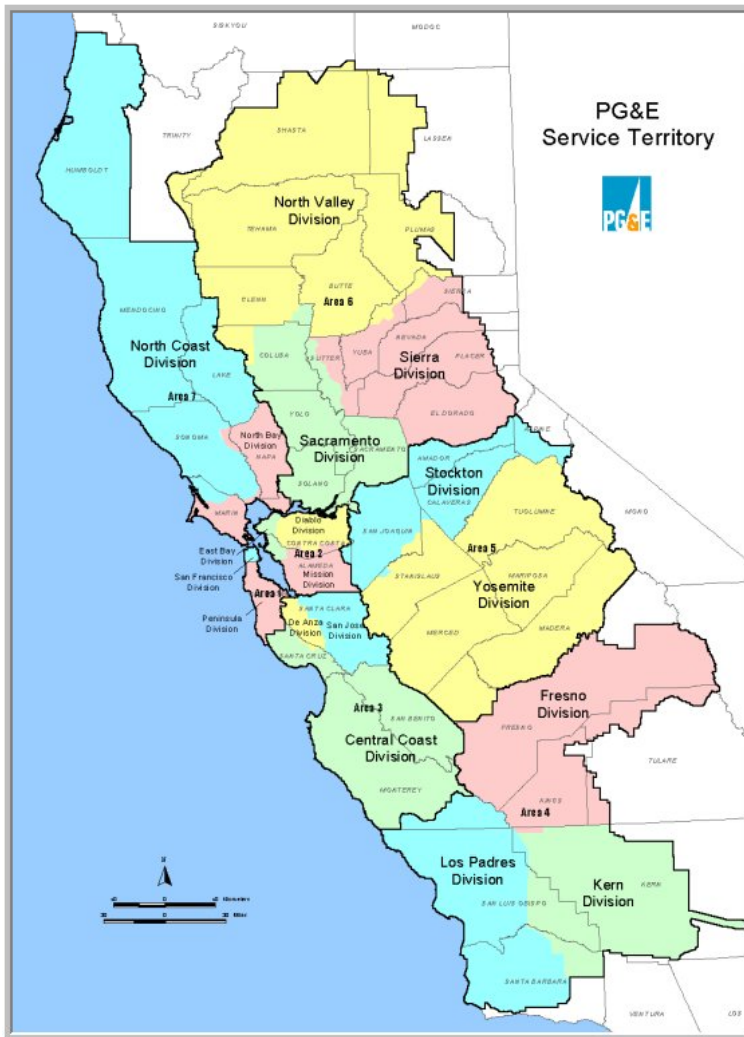 SISKYOU
MODOC
TRINITY
SHASTA
LASSEN
PG&E
Service Territory
PG&E
HUMBOLDT
North Valley
Division
TEHAMA
PLUMAS
BUTTE
Area 6
GLENN
SIERRA
MENDOCINO
North Coast
Division
LAKE
Area 7
COLUSA
SUTTER
YUBA
NEVADA
PLACER
Sierra
Division
EL DORADO
YOLO
SONOMA
North Bay
Division
NAPA
Sacramento
Division
SACRAMENTO
SOLANO
ALPINE
AMADOR
Stockton
Division
CALAVERAS
MARIN
Diablo
Division
CONTRA COSTA
SAN JOAQUIN
TUOLUMNE
MONO
East Bay
Division
Area 2
ALAMEDA
Mission
Division
Area 5
San Francisco
Division
STANISLAUS
MARIPOSA
Yosemite
Division
Peninsula
Division
SANTA CLARA
De Anza
Division
San Jose
Division
MERCED
MADERA
SANTA CRUZ
Area 3
SAN BENITO
Fresno
Division
FRESNO
Central Coast
Division
TULARE
MONTEREY
KINGS
Area 4
Los Padres
Division
Kern
Division
KERN
SAN LUIS OBISPO
SANTA BARBARA
VENTURA
LOS